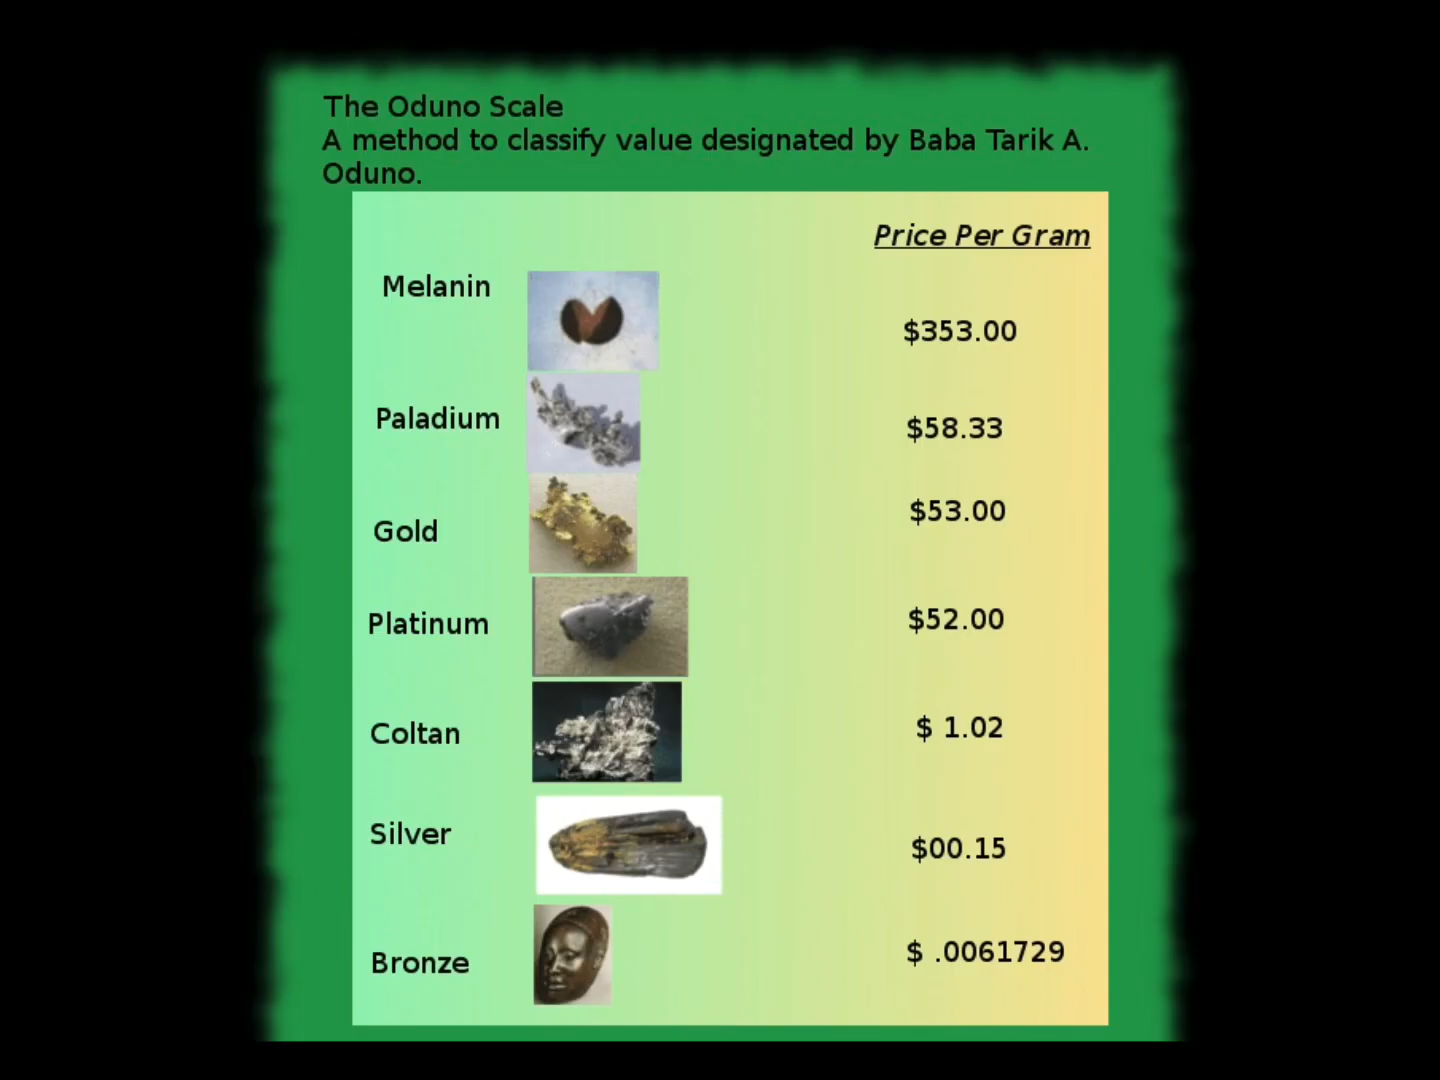 The Oduno Scale
A method to classify value designated by Baba Tarik A.
Oduno.
Price Per Gram
Melanin
$353.00
Paladium
$58.33
Gold
$53.00
Platinum
$52.00
Coltan
$ 1.02
Silver
$00.15
Bronze
$ .0061729